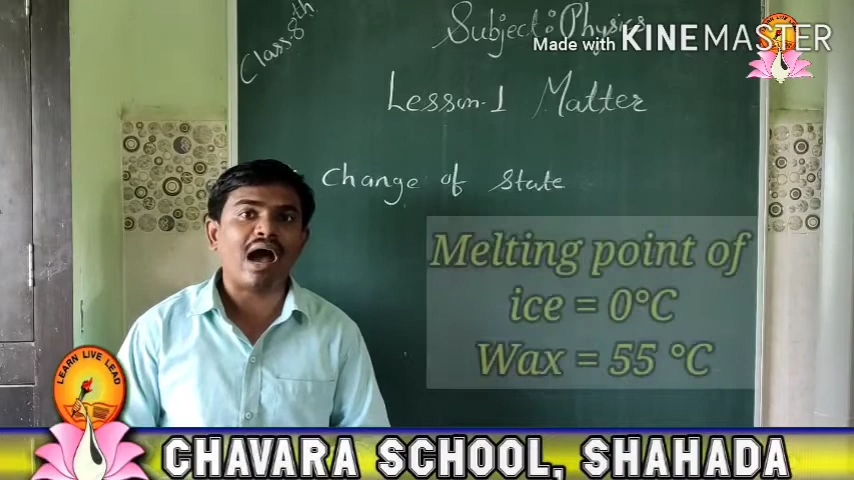 Class 8th
Subject: Physics
Made with KINEMASTER
Lesson-1 Matter
Change of state
Melting point of
ice = 0°C
Wax = 55 °C
LEARN LIVE LEAD
CHAVARA SCHOOL, SHAHADA